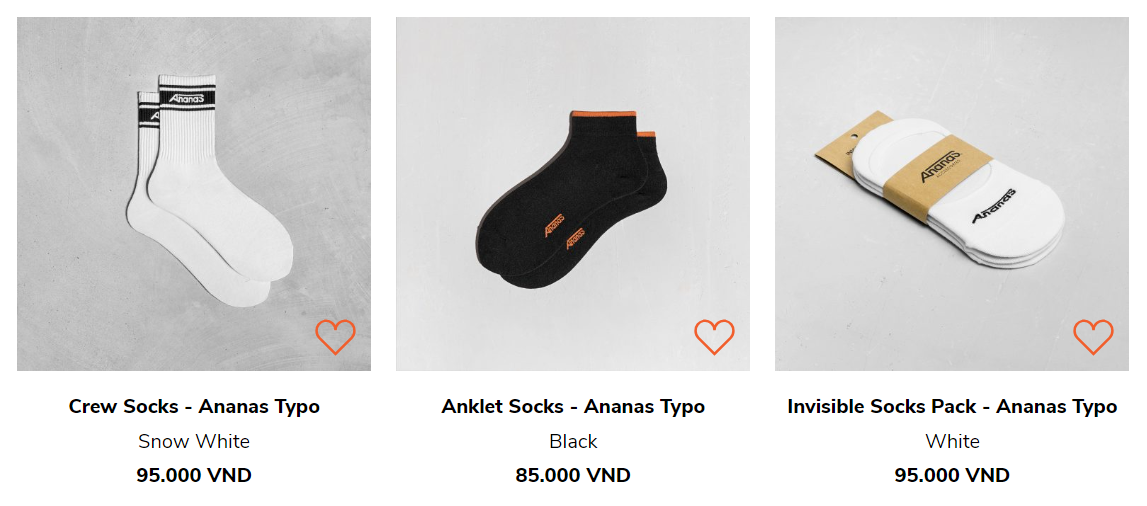 Ananas
A
Ananas
Ananas
Ananas
Ananas
Crew Socks - Ananas Typo
Snow White
95.000 VND
Anklet Socks - Ananas Typo
Black
85.000 VND
Invisible Socks Pack - Ananas Typo
White
95.000 VND